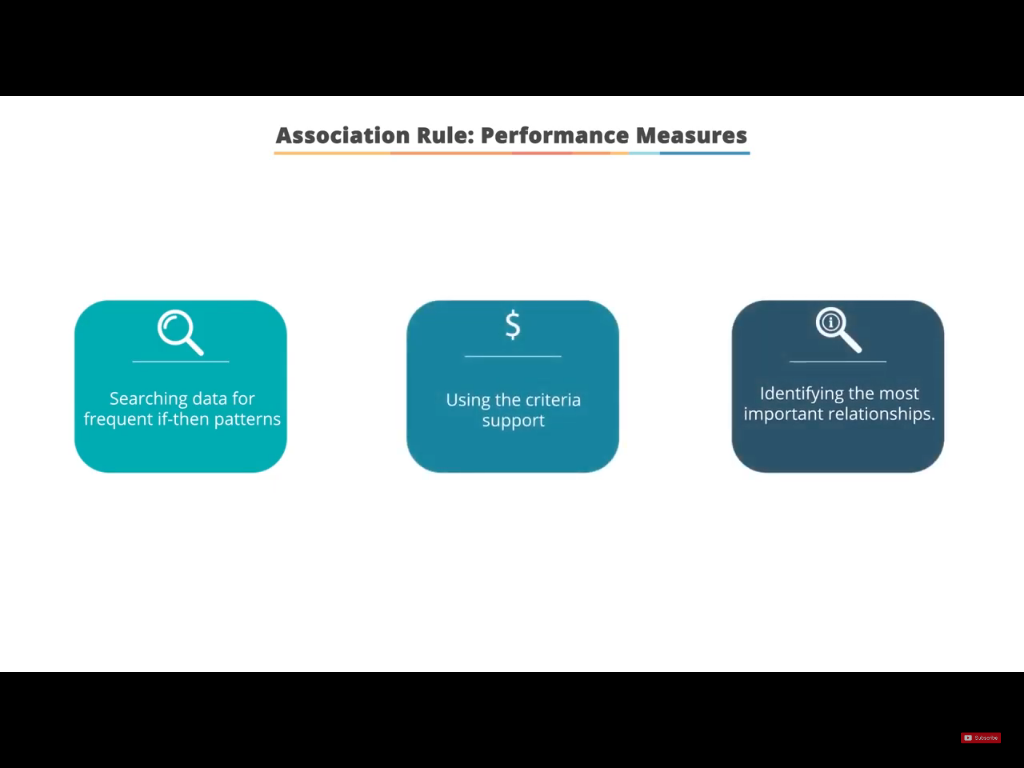 Association Rule: Performance Measures
Searching data for
frequent if-then patterns
$
Using the criteria
support
i
Identifying the most
important relationships.
Subscribe